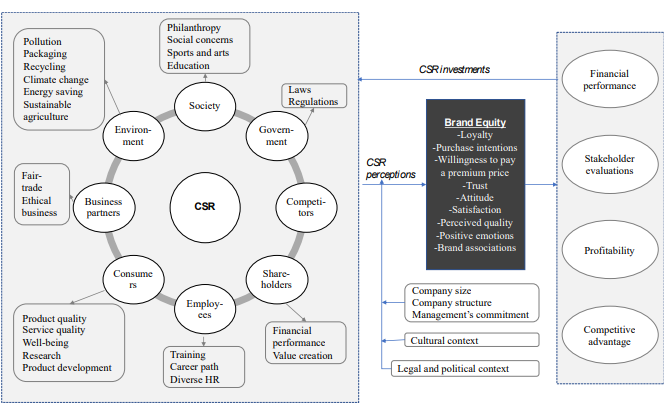 Philanthropy
Social concerns
Sports and arts
Education
Pollution
Packaging
Recycling
Climate change
Energy saving
Sustainable
agriculture
Society
Laws
Regulations
Environ-
ment
Govern-
ment
Fair-
trade
Ethical
business
Business
partners
CSR
Competi-
tors
Consume
rs
Share-
holders
Employ-
ees
Product quality
Service quality
Well-being
Research
Product development
Training
Career path
Diverse HR
Financial
performance
Value creation
CSR investments
CSR
perceptions
Brand Equity
-Loyalty
-Purchase intentions
-Willingness to pay
a premium price
-Trust
-Attitude
-Satisfaction
-Perceived quality
-Positive emotions
-Brand associations
Company size
Company structure
Management's commitment
Cultural context
Legal and political context
Financial
performance
Stakeholder
evaluations
Profitability
Competitive
advantage